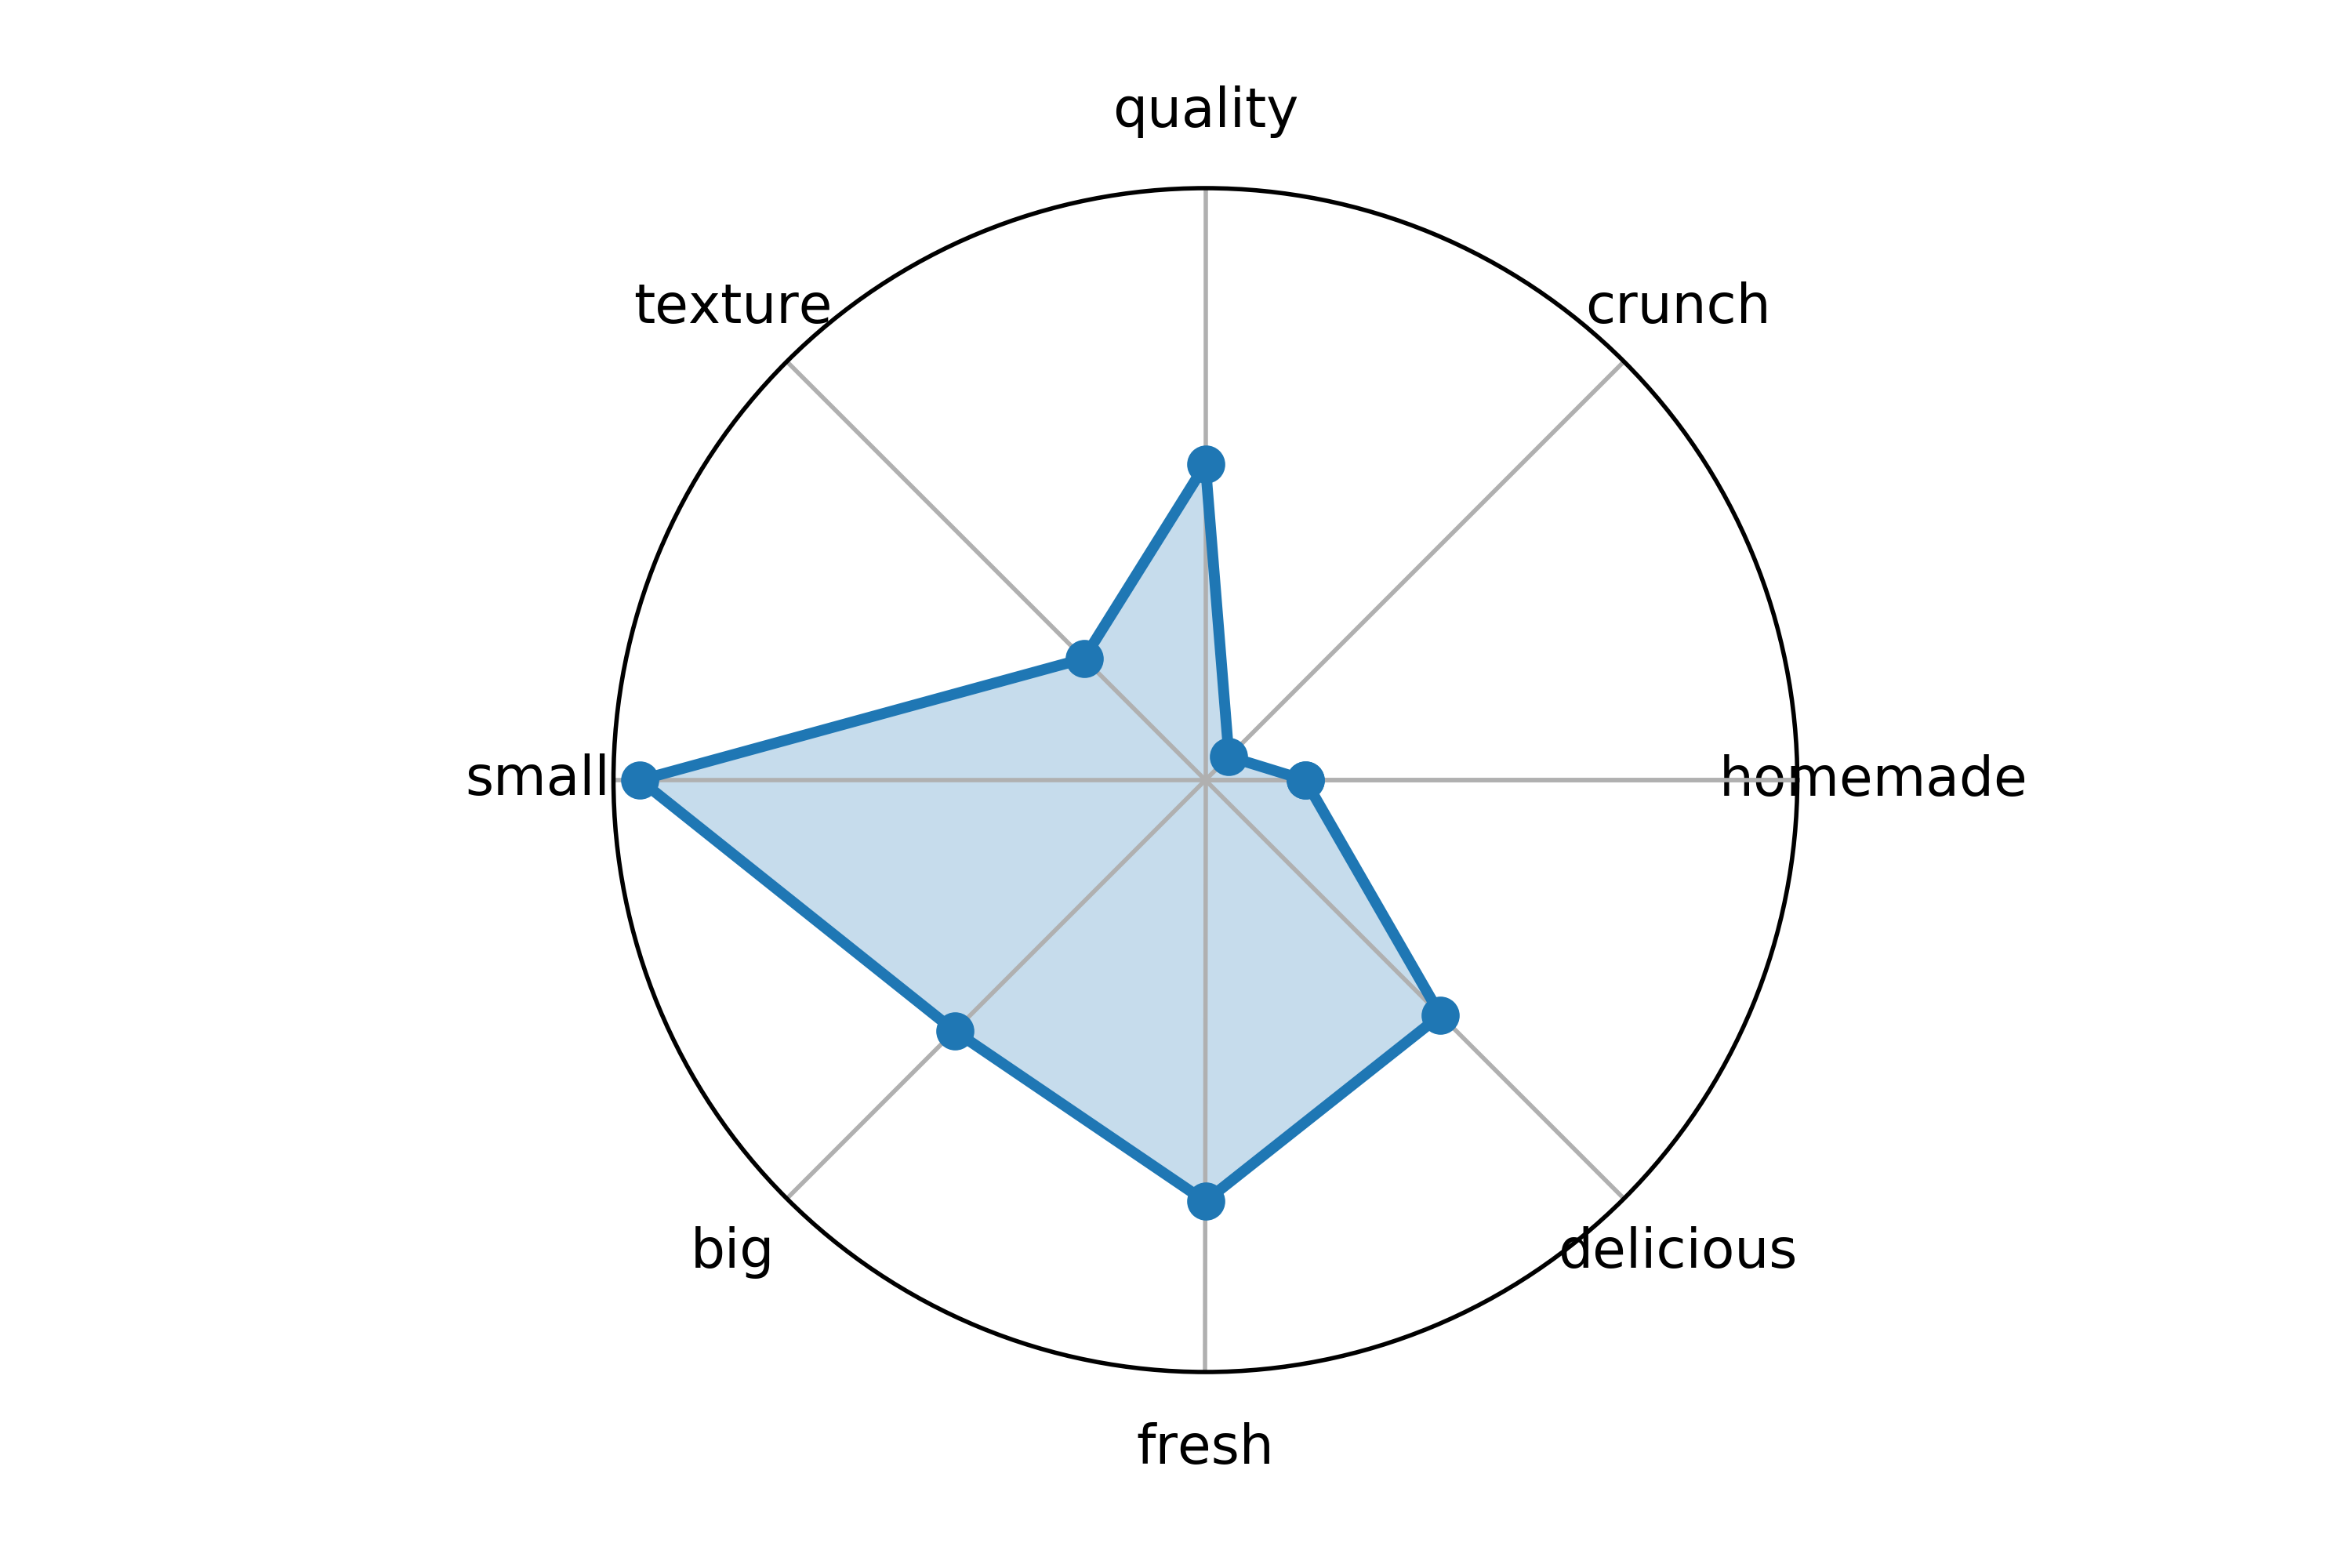 quality
texture
crunch
small
homemade
big
delicious
fresh